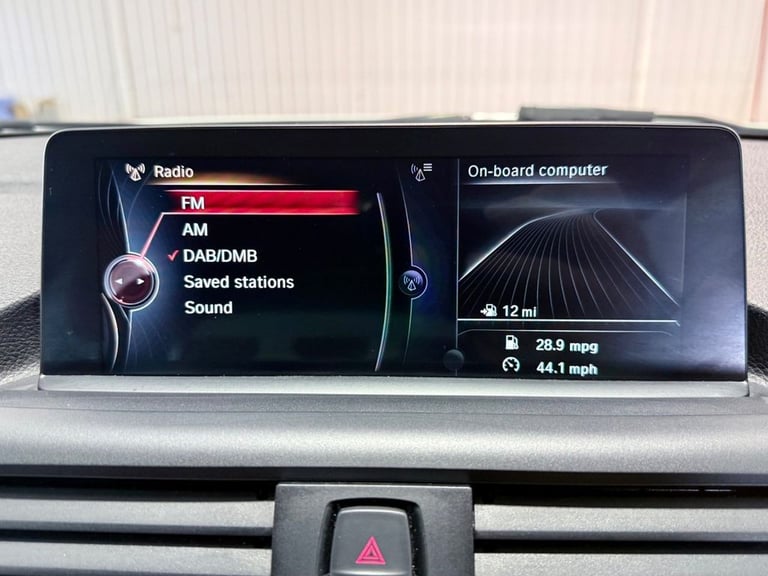 Radio
FM
AM
DAB/DMB
Saved stations
Sound
On-board computer
12 mi
28.9 mpg
44.1 mph